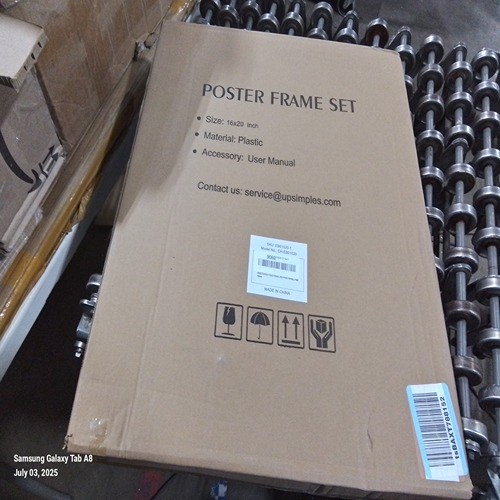 POSTER FRAME SET
• Size: 16x20 inch
• Material: Plastic
• Accessory: User Manual
Contact us: service@upsimples.com
MADE IN CHINA
tsBAXT788152
Samsung Galaxy Tab A8
July 03, 2025